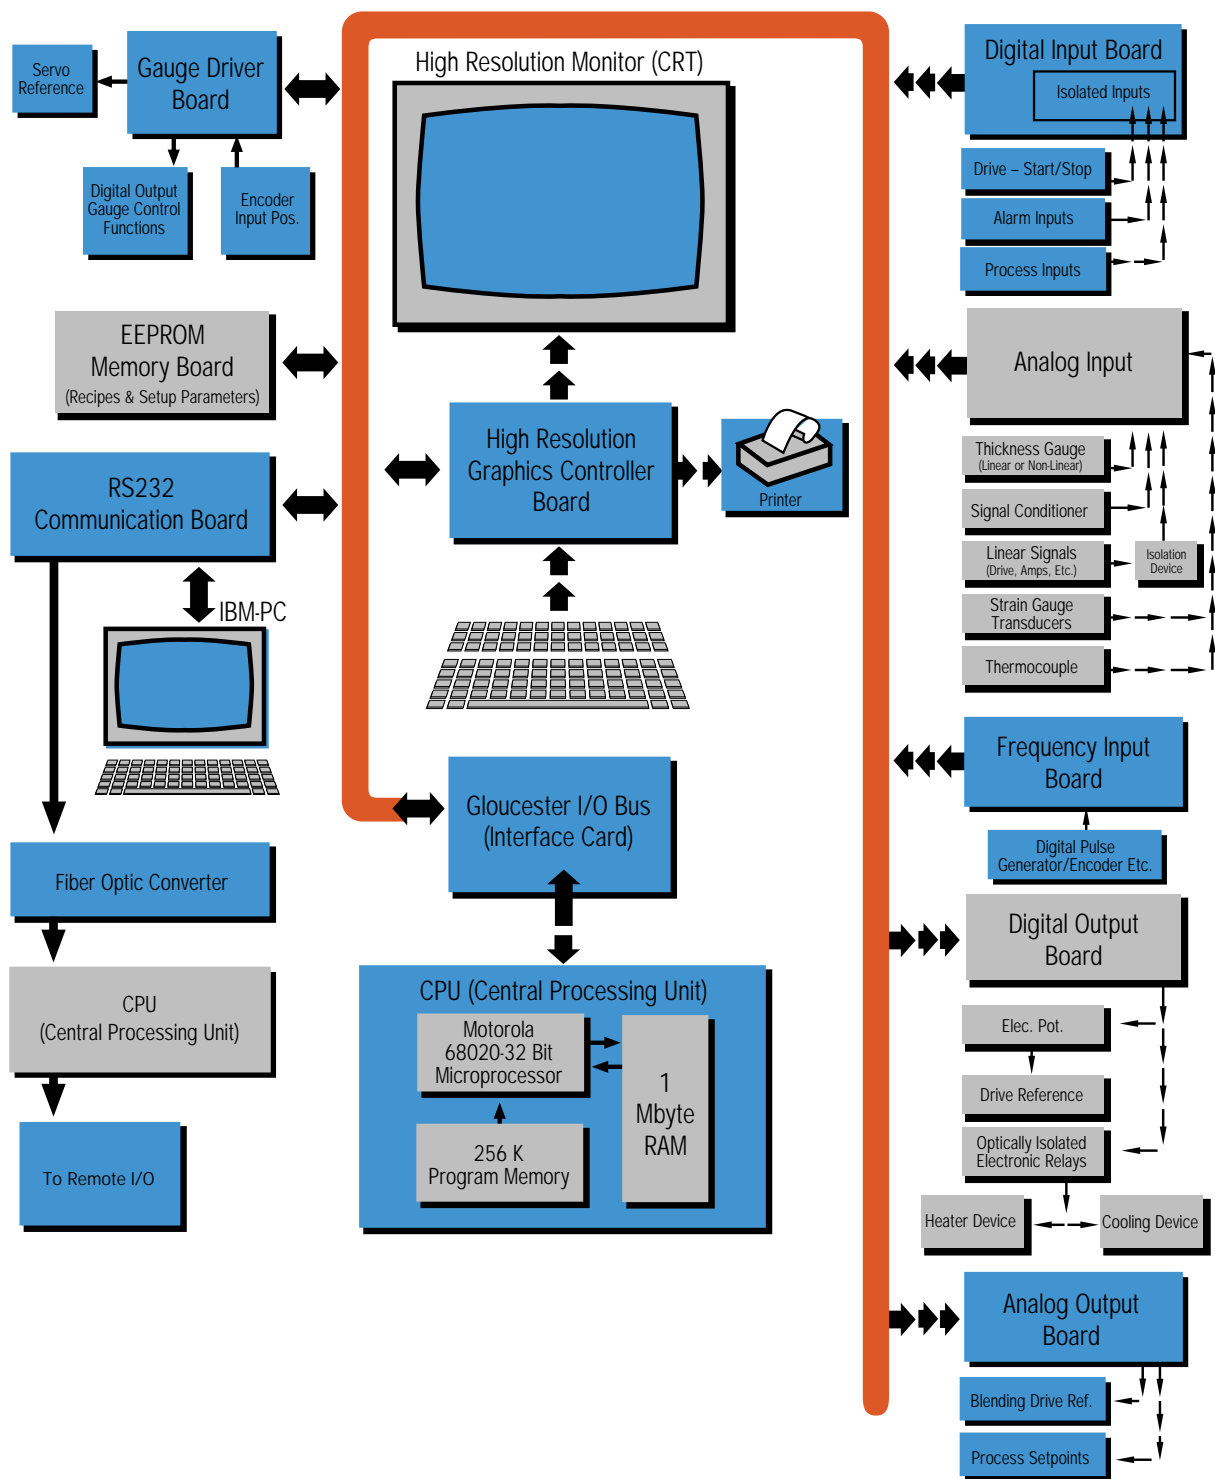 Servo
Reference
Gauge Driver
Board
Digital Output
Gauge Control
Functions
Encoder
Input Pos.
EEPROM
Memory Board
(Recipes & Setup Parameters)
RS232
Communication Board
IBM-PC
Fiber Optic Converter
CPU
(Central Processing Unit)
To Remote I/O
High Resolution Monitor (CRT)
High Resolution
Graphics Controller
Board
Printer
Gloucester I/O Bus
(Interface Card)
CPU (Central Processing Unit)
Motorola
68020-32 Bit
Microprocessor
256 K
Program Memory
1
Mbyte
RAM
Digital Input Board
Isolated Inputs
Drive – Start/Stop
Alarm Inputs
Process Inputs
Analog Input
Thickness Gauge
(Linear or Non-Linear)
Signal Conditioner
Linear Signals
(Drive, Amps, Etc.)
Isolation
Device
Strain Gauge
Transducers
Thermocouple
Frequency Input
Board
Digital Pulse
Generator/Encoder Etc.
Digital Output
Board
Elec. Pot.
Drive Reference
Optically Isolated
Electronic Relays
Heater Device
Cooling Device
Analog Output
Board
Blending Drive Ref.
Process Setpoints